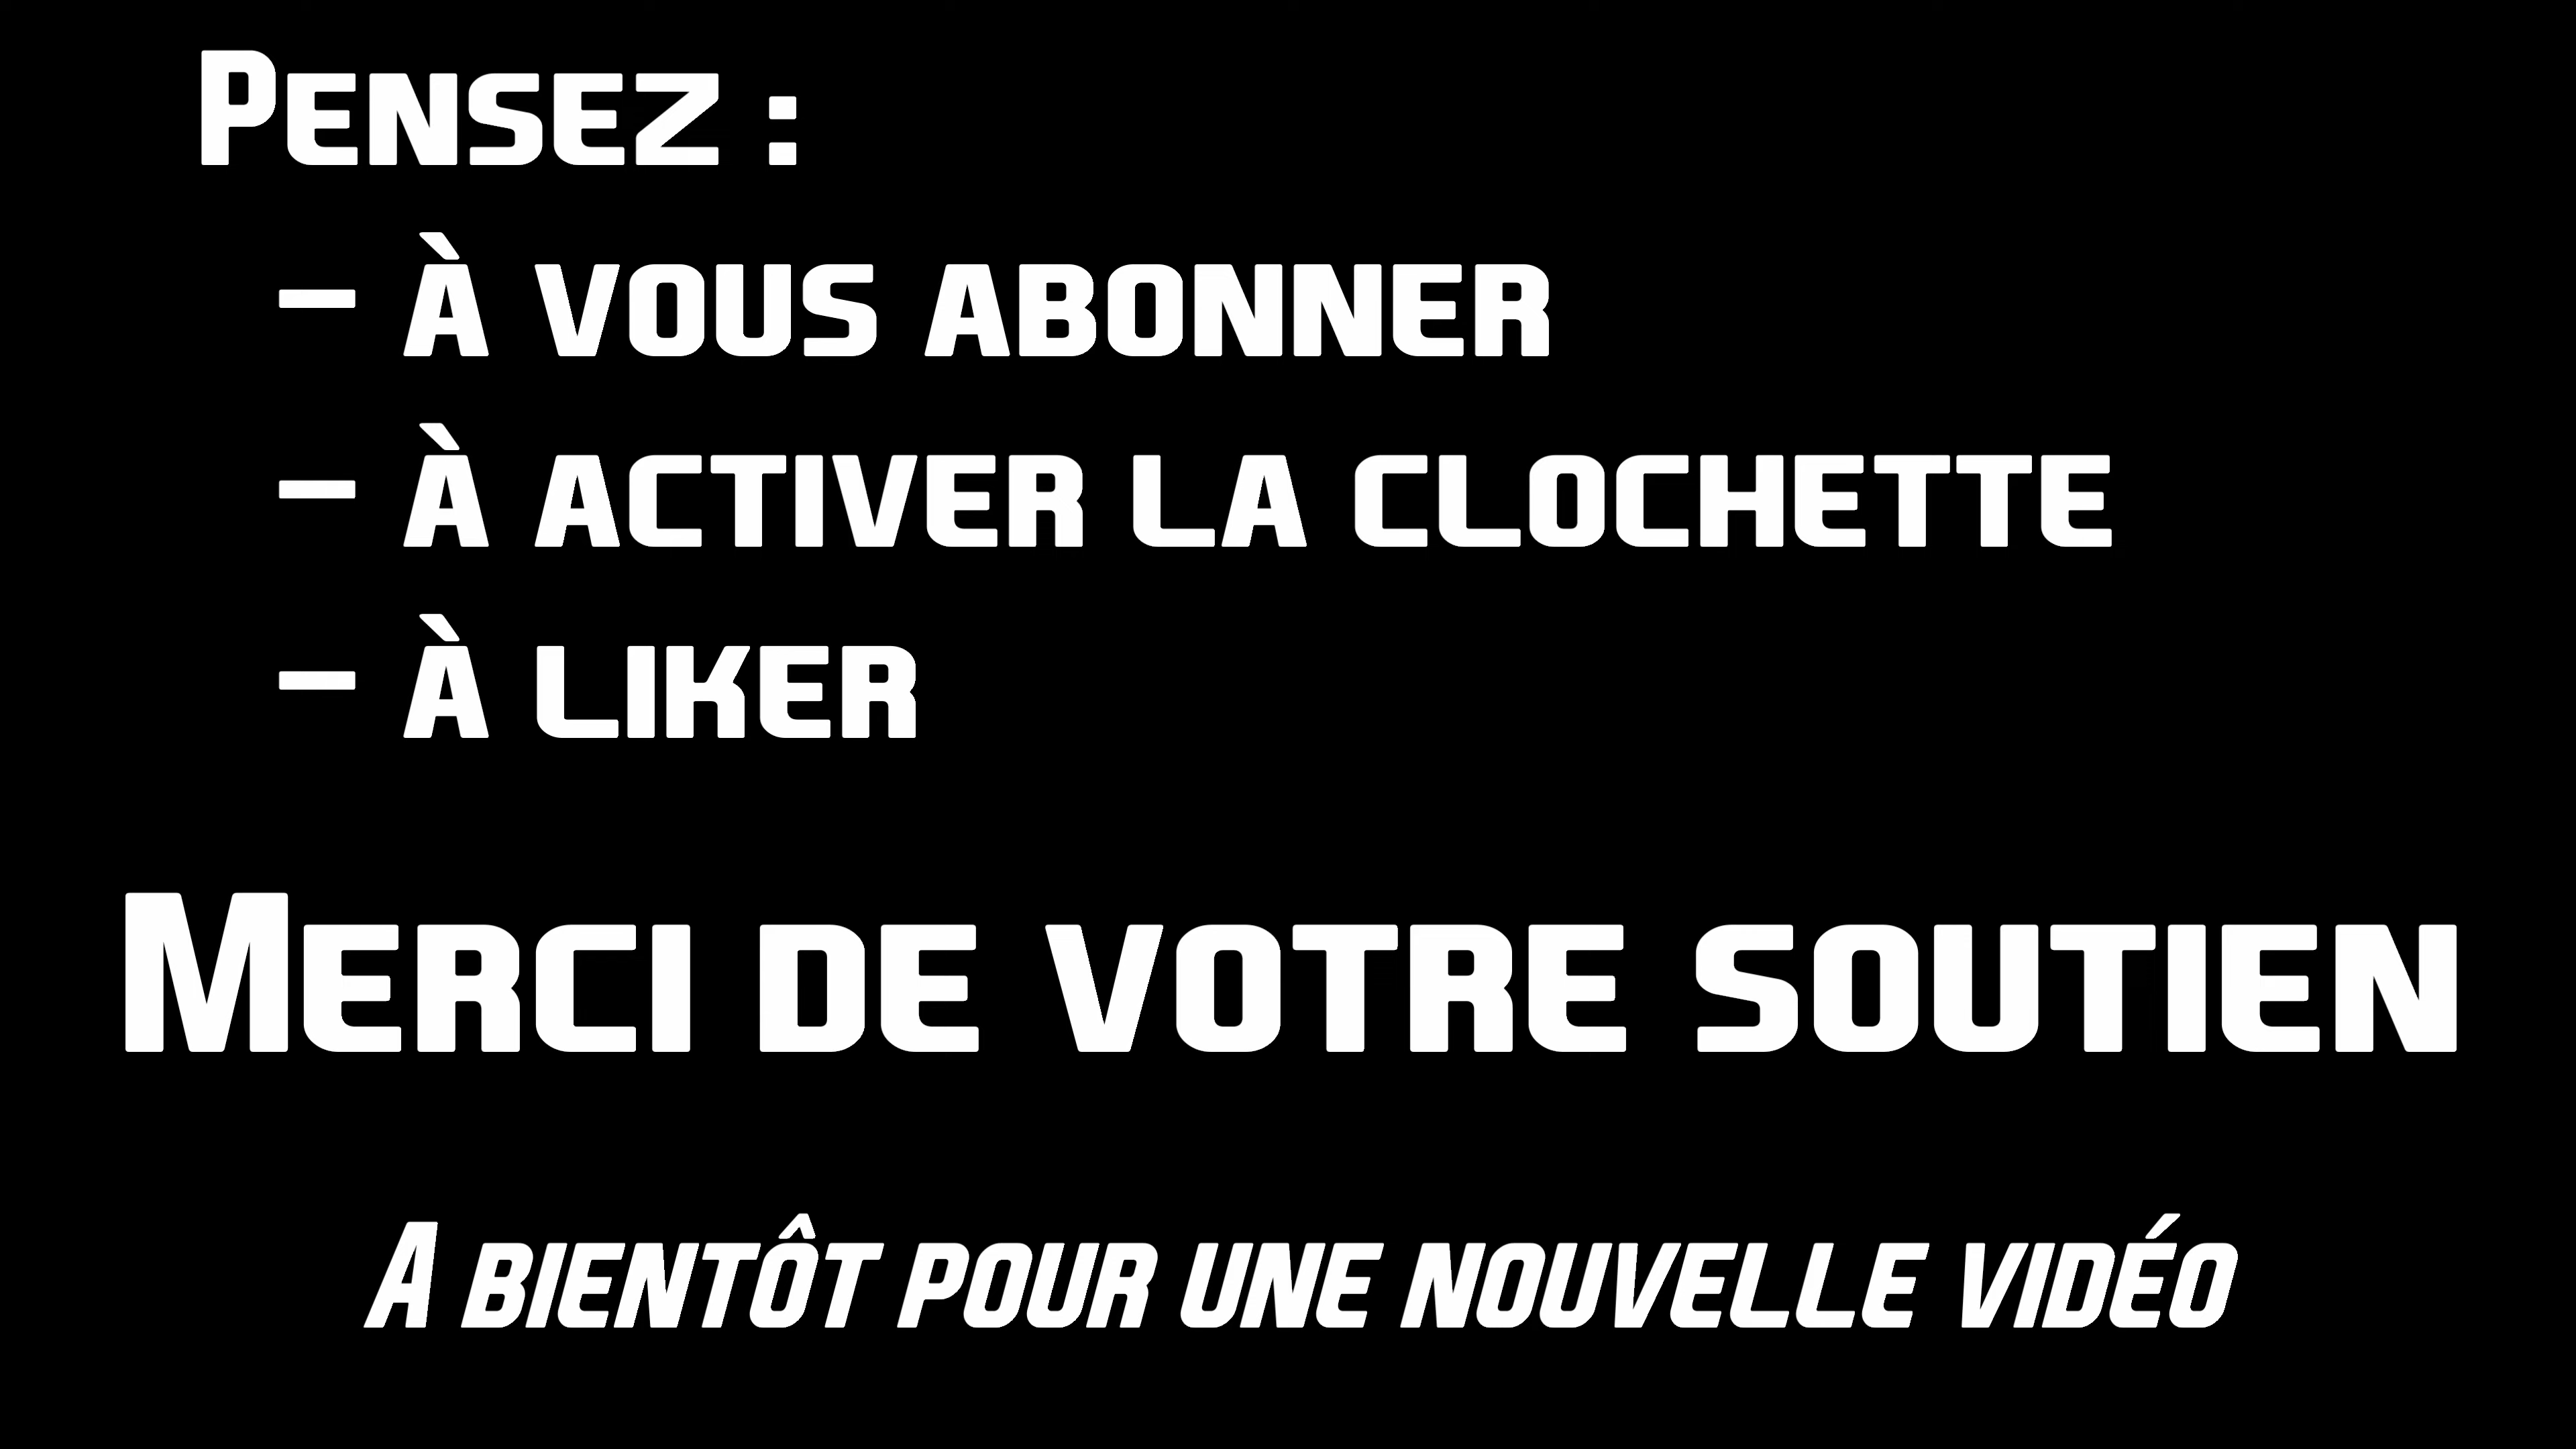 Pensez :
- à vous abonner
- à activer la clochette
- à liker
Merci de votre soutien
A bientôt pour une nouvelle vidéo